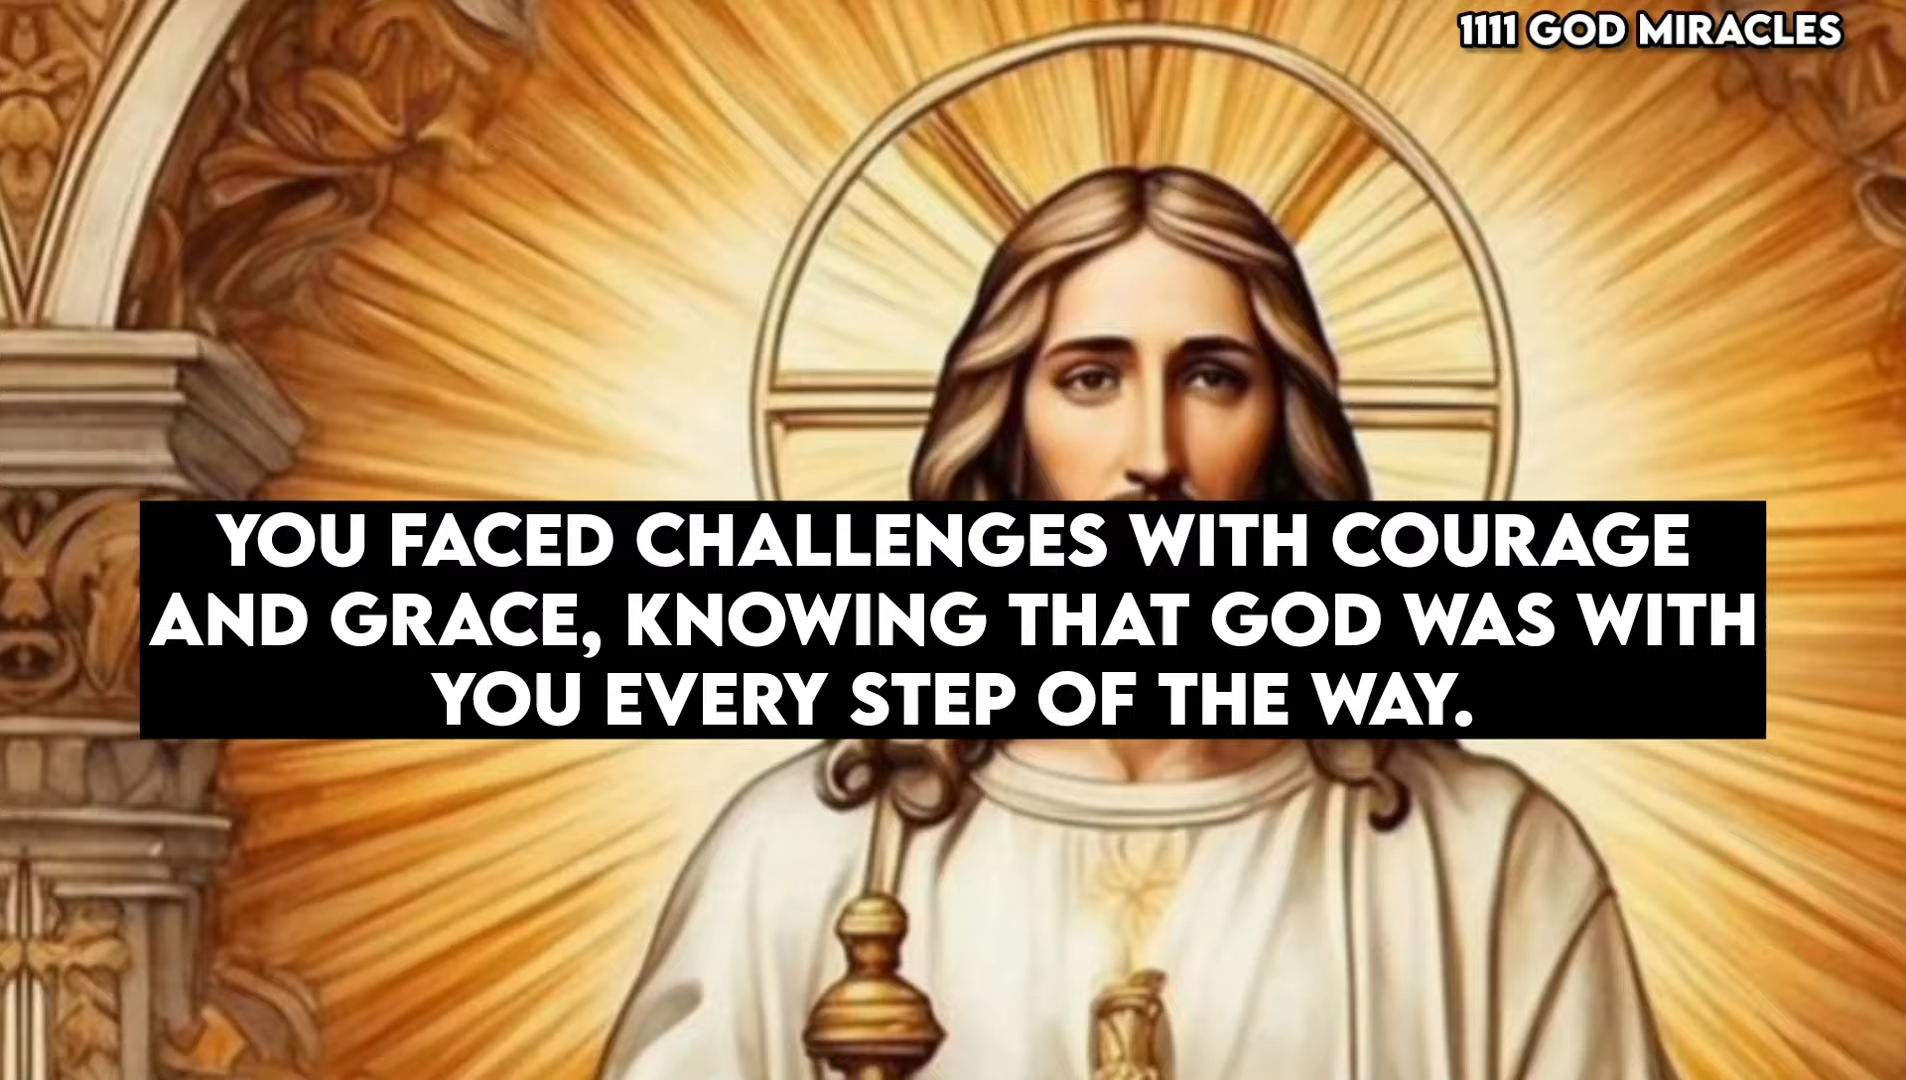 1111 GOD MIRACLES
YOU FACED CHALLENGES WITH COURAGE
AND GRACE, KNOWING THAT GOD WAS WITH
YOU EVERY STEP OF THE WAY.